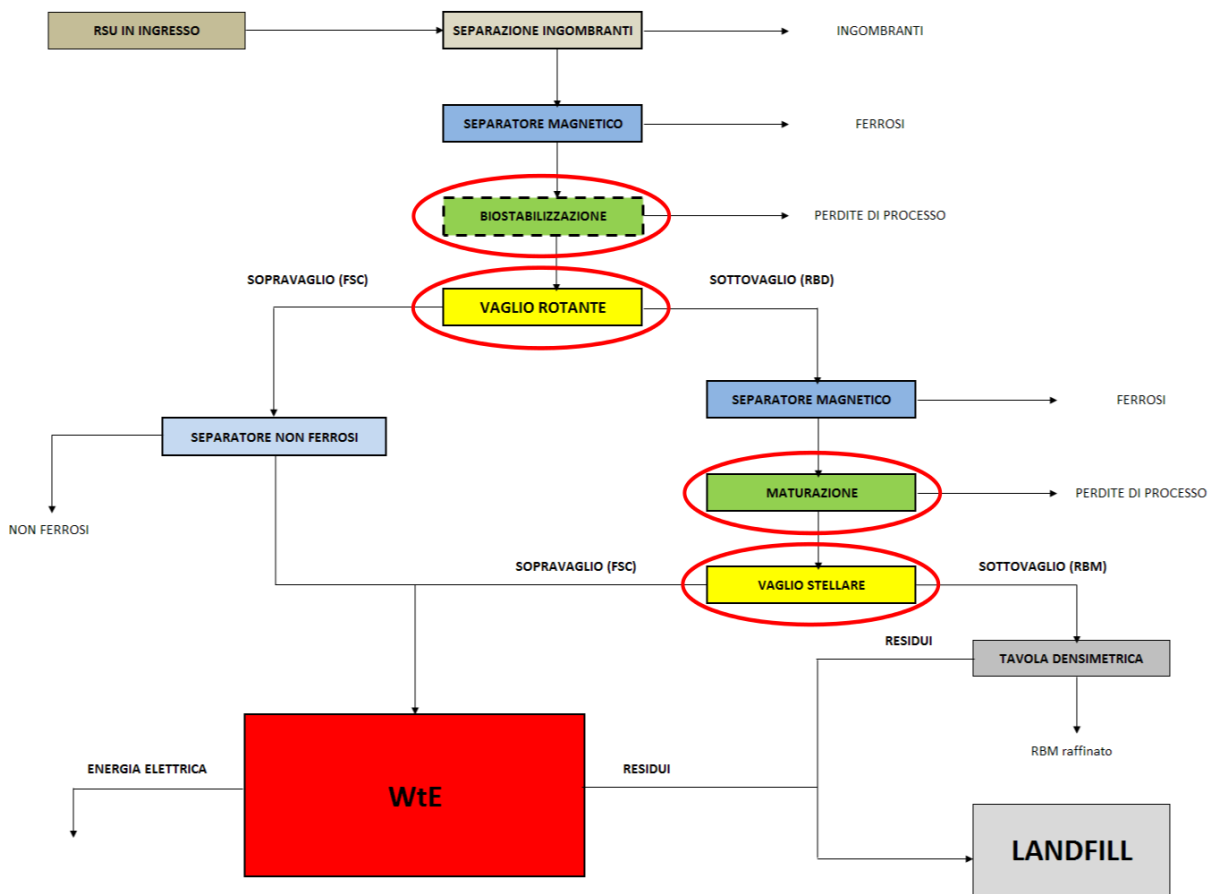 RSU IN INGRESSO
SEPARAZIONE INGOMBRANTI
INGOMBRANTI
SEPARATORE MAGNETICO
FERROSI
BIOSTABILIZZAZIONE
PERDITE DI PROCESSO
SOPRAVAGLIO (FSC)
SOTTOVAGLIO (RBD)
VAGLIO ROTANTE
SEPARATORE MAGNETICO
FERROSI
SEPARATORE NON FERROSI
MATURAZIONE
PERDITE DI PROCESSO
NON FERROSI
SOPRAVAGLIO (FSC)
SOTTOVAGLIO (RBM)
VAGLIO STELLARE
RESIDUI
TAVOLA DENSIMETRICA
RBM raffinato
ENERGIA ELETTRICA
RESIDUI
WtE
LANDFILL